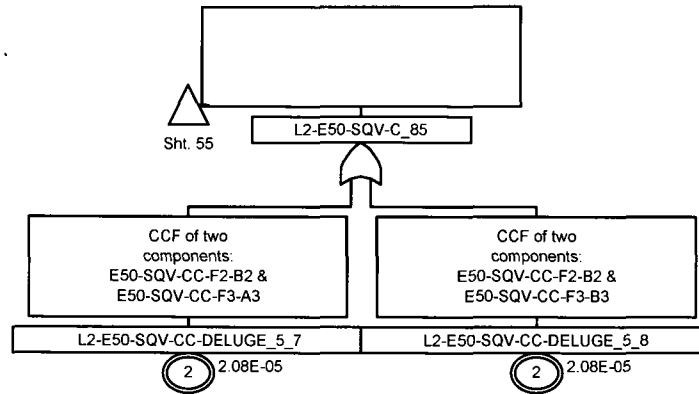 Sht. 55
L2-E50-SQV-C_85
CCF of two
components:
E50-SQV-CC-F2-B2 &
E50-SQV-CC-F3-A3
CCF of two
components:
E50-SQV-CC-F2-B2 &
E50-SQV-CC-F3-B3
L2-E50-SQV-CC-DELUGE_5_7
L2-E50-SQV-CC-DELUGE_5_8
2
2.08E-05
2
2.08E-05